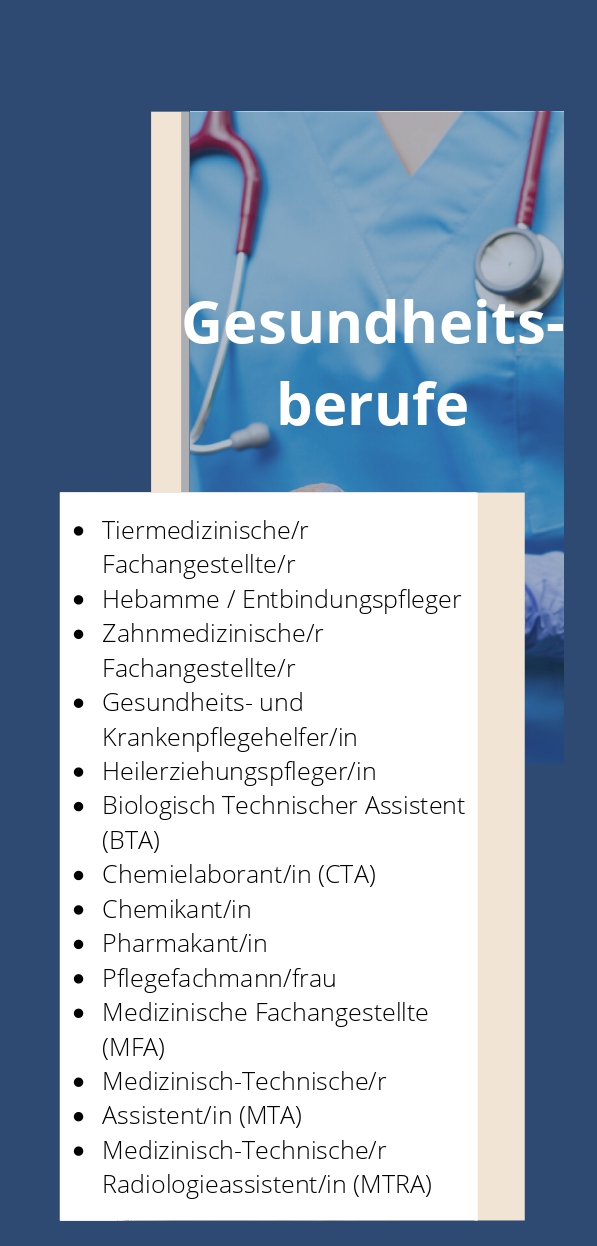 Gesundheits-
berufe
• Tiermedizinische/r
Fachangestellte/r
• Hebamme / Entbindungspfleger
• Zahnmedizinische/r
Fachangestellte/r
• Gesundheits- und
Krankenpflegehelfer/in
• Heilerziehungspfleger/in
• Biologisch Technischer Assistent
(BTA)
• Chemielaborant/in (CTA)
• Chemikant/in
• Pharmakant/in
• Pflegefachmann/frau
• Medizinische Fachangestellte
(MFA)
• Medizinisch-Technische/r
• Assistent/in (MTA)
• Medizinisch-Technische/r
Radiologieassistent/in (MTRA)